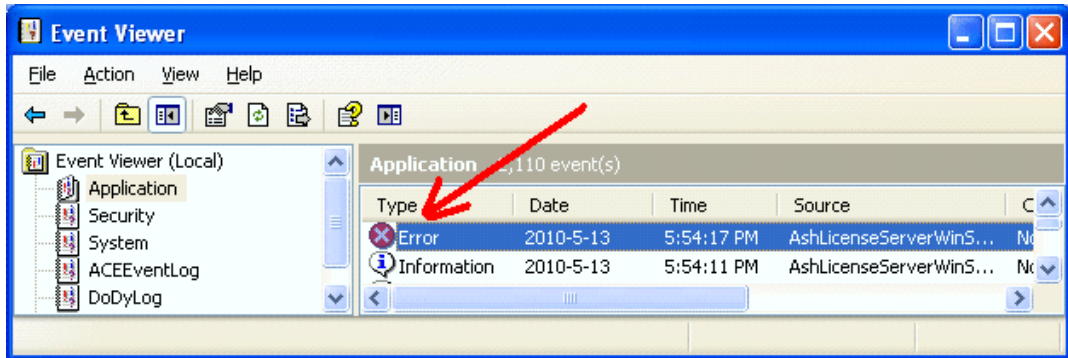 Event Viewer
File Action View Help
Event Viewer (Local)
Application
Security
System
ACEEventLog
DoDyLog
Application ,110 event(s)
Type Date Time Source
Error 2010-5-13 5:54:17 PM AshLicenseServerWinS...
Information 2010-5-13 5:54:11 PM AshLicenseServerWinS...